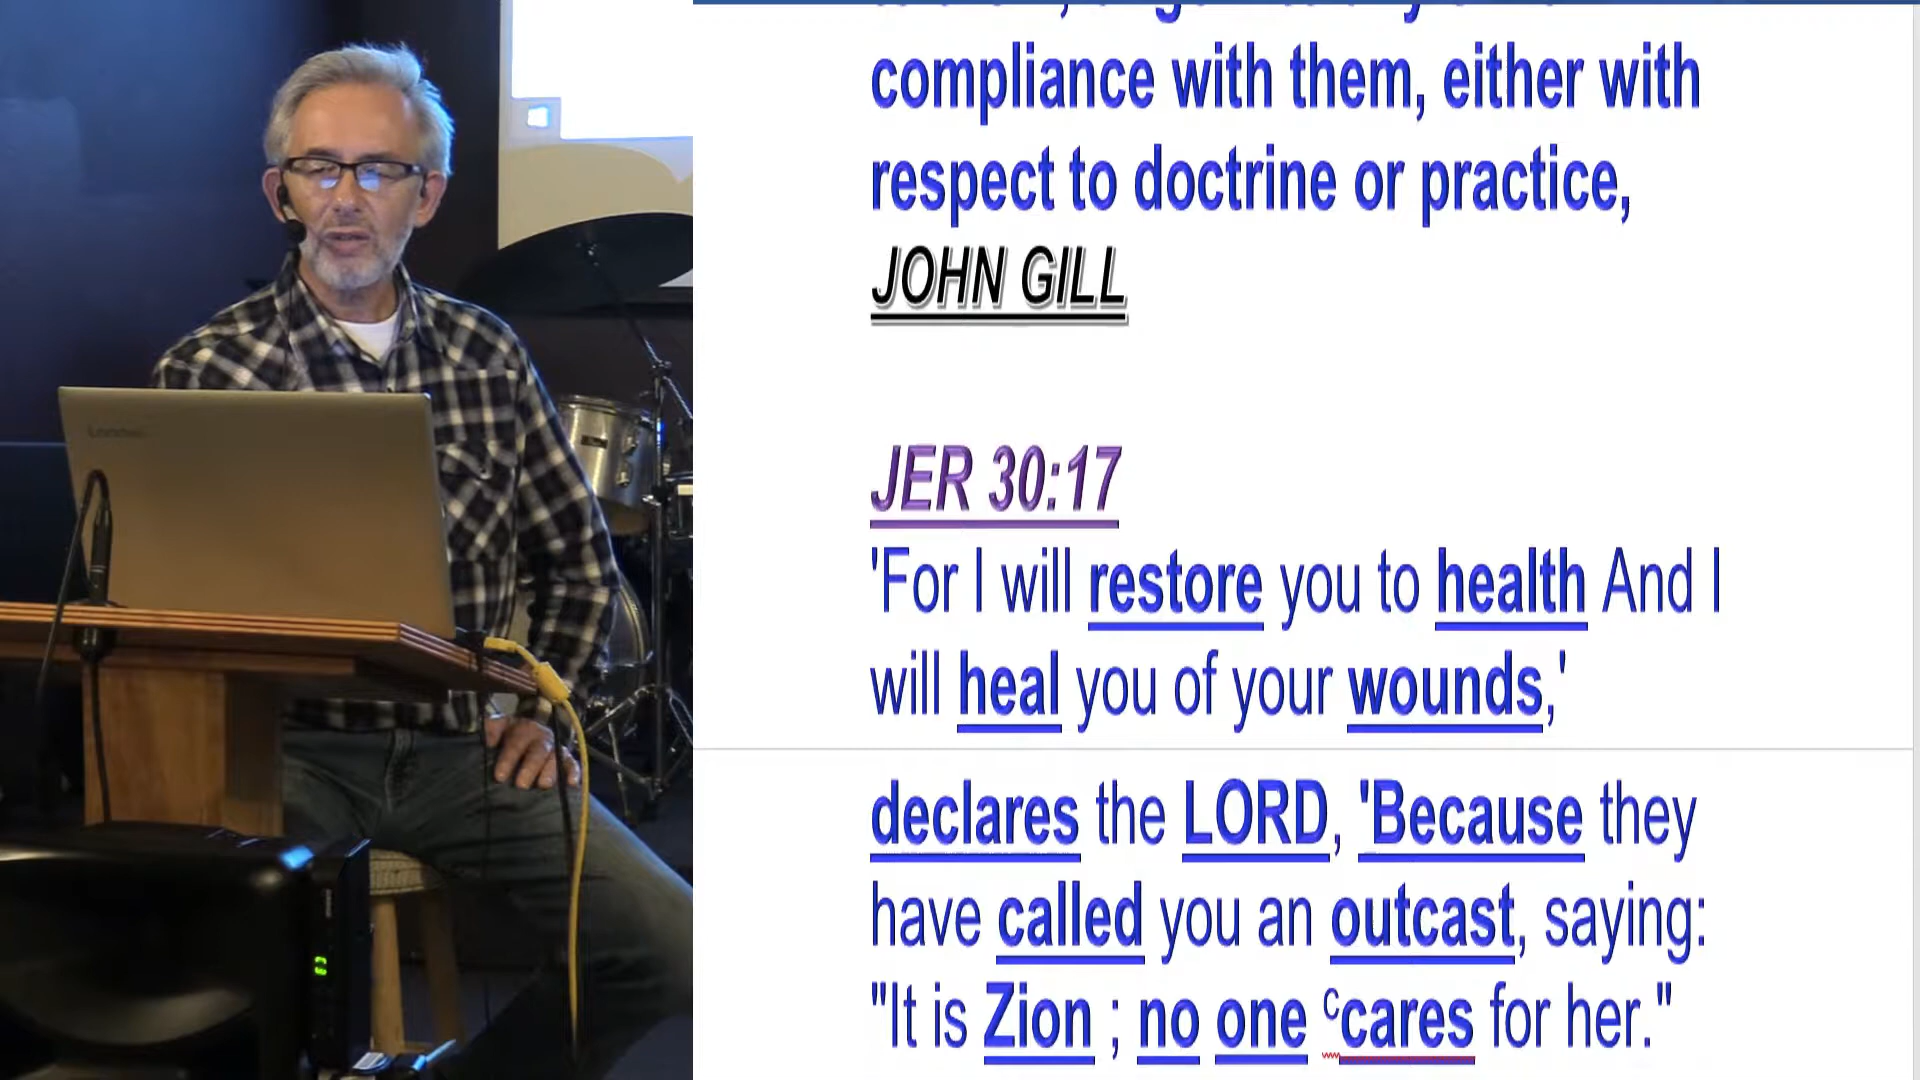 compliance with them, either with
respect to doctrine or practice,
JOHN GILL
JER 30:17
'For I will restore you to health And I
will heal you of your wounds,'
declares the LORD, 'Because they
have called you an outcast, saying:
"It is Zion ; no one ccares for her."
Lenovo